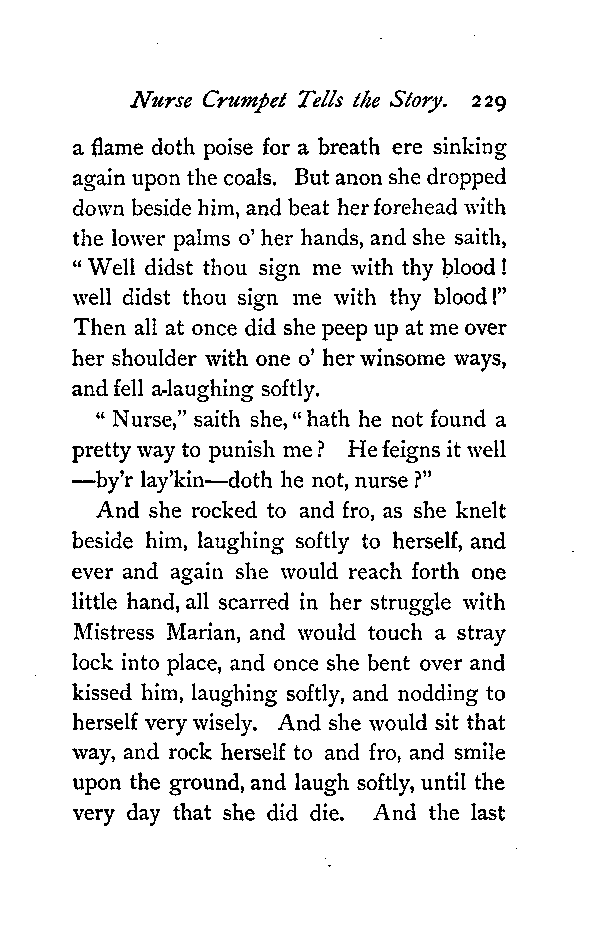 Nurse Crumpet Tells the Story. 229
a flame doth poise for a breath ere sinking
again upon the coals. But anon she dropped
down beside him, and beat her forehead with
the lower palms o' her hands, and she saith,
“ Well didst thou sign me with thy blood!
well didst thou sign me with thy blood!”
Then all at once did she peep up at me over
her shoulder with one o' her winsome ways,
and fell a-laughing softly.
“ Nurse,” saith she, “ hath he not found a
pretty way to punish me? He feigns it well
—by'r lay'kin—doth he not, nurse?”
And she rocked to and fro, as she knelt
beside him, laughing softly to herself, and
ever and again she would reach forth one
little hand, all scarred in her struggle with
Mistress Marian, and would touch a stray
lock into place, and once she bent over and
kissed him, laughing softly, and nodding to
herself very wisely. And she would sit that
way, and rock herself to and fro, and smile
upon the ground, and laugh softly, until the
very day that she did die. And the last